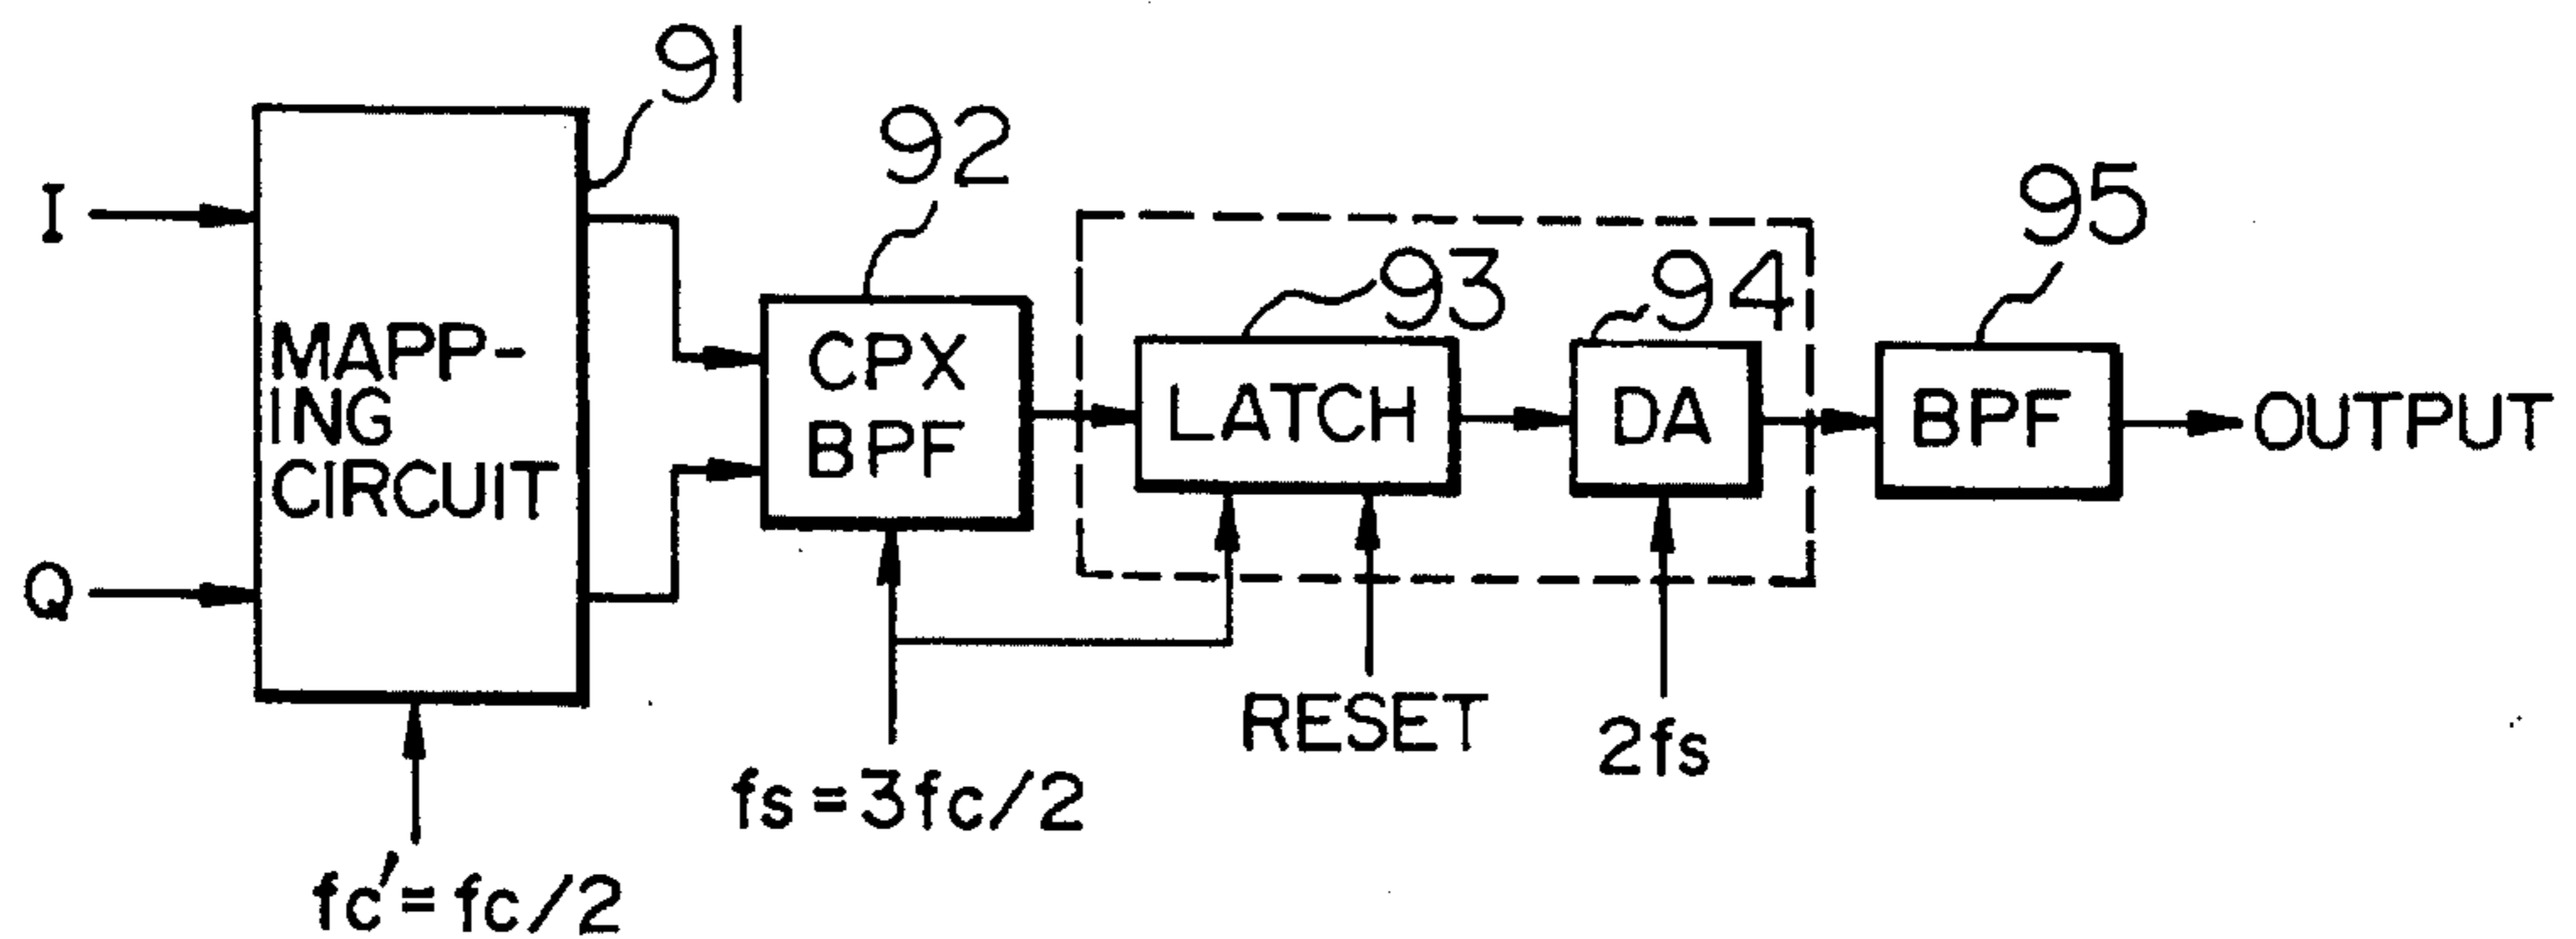 91
92
95
I
93
94
MAPP-
ING
CIRCUIT
CPX
BPF
LATCH
DA
BPF
OUTPUT
Q
RESET
2fs
fs=3fc/2
fc'=fc/2